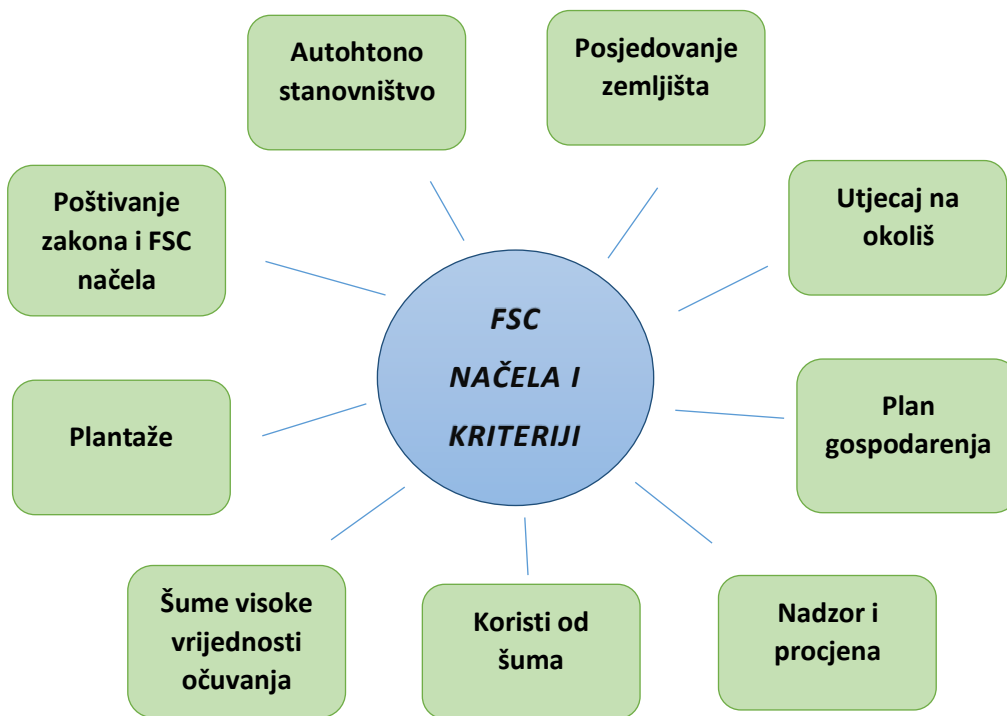 Autohtono
stanovništvo
Posjedovanje
zemljišta
Poštivanje
zakona i FSC
načela
Utjecaj na
okoliš
FSC
NAČELA I
KRITERIJI
Plantaže
Plan
gospodarenja
Šume visoke
vrijednosti
očuvanja
Koristi od
šuma
Nadzor i
procjena